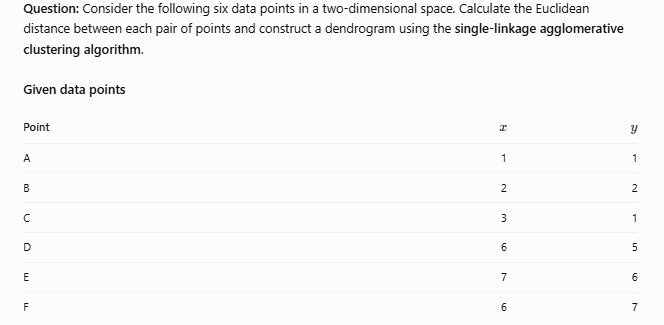 Question: Consider the following six data points in a two-dimensional space. Calculate the Euclidean
distance between each pair of points and construct a dendrogram using the single-linkage agglomerative
clustering algorithm.
Given data points
Point x y
A 1 1
B 2 2
C 3 1
D 6 5
E 7 6
F 6 7